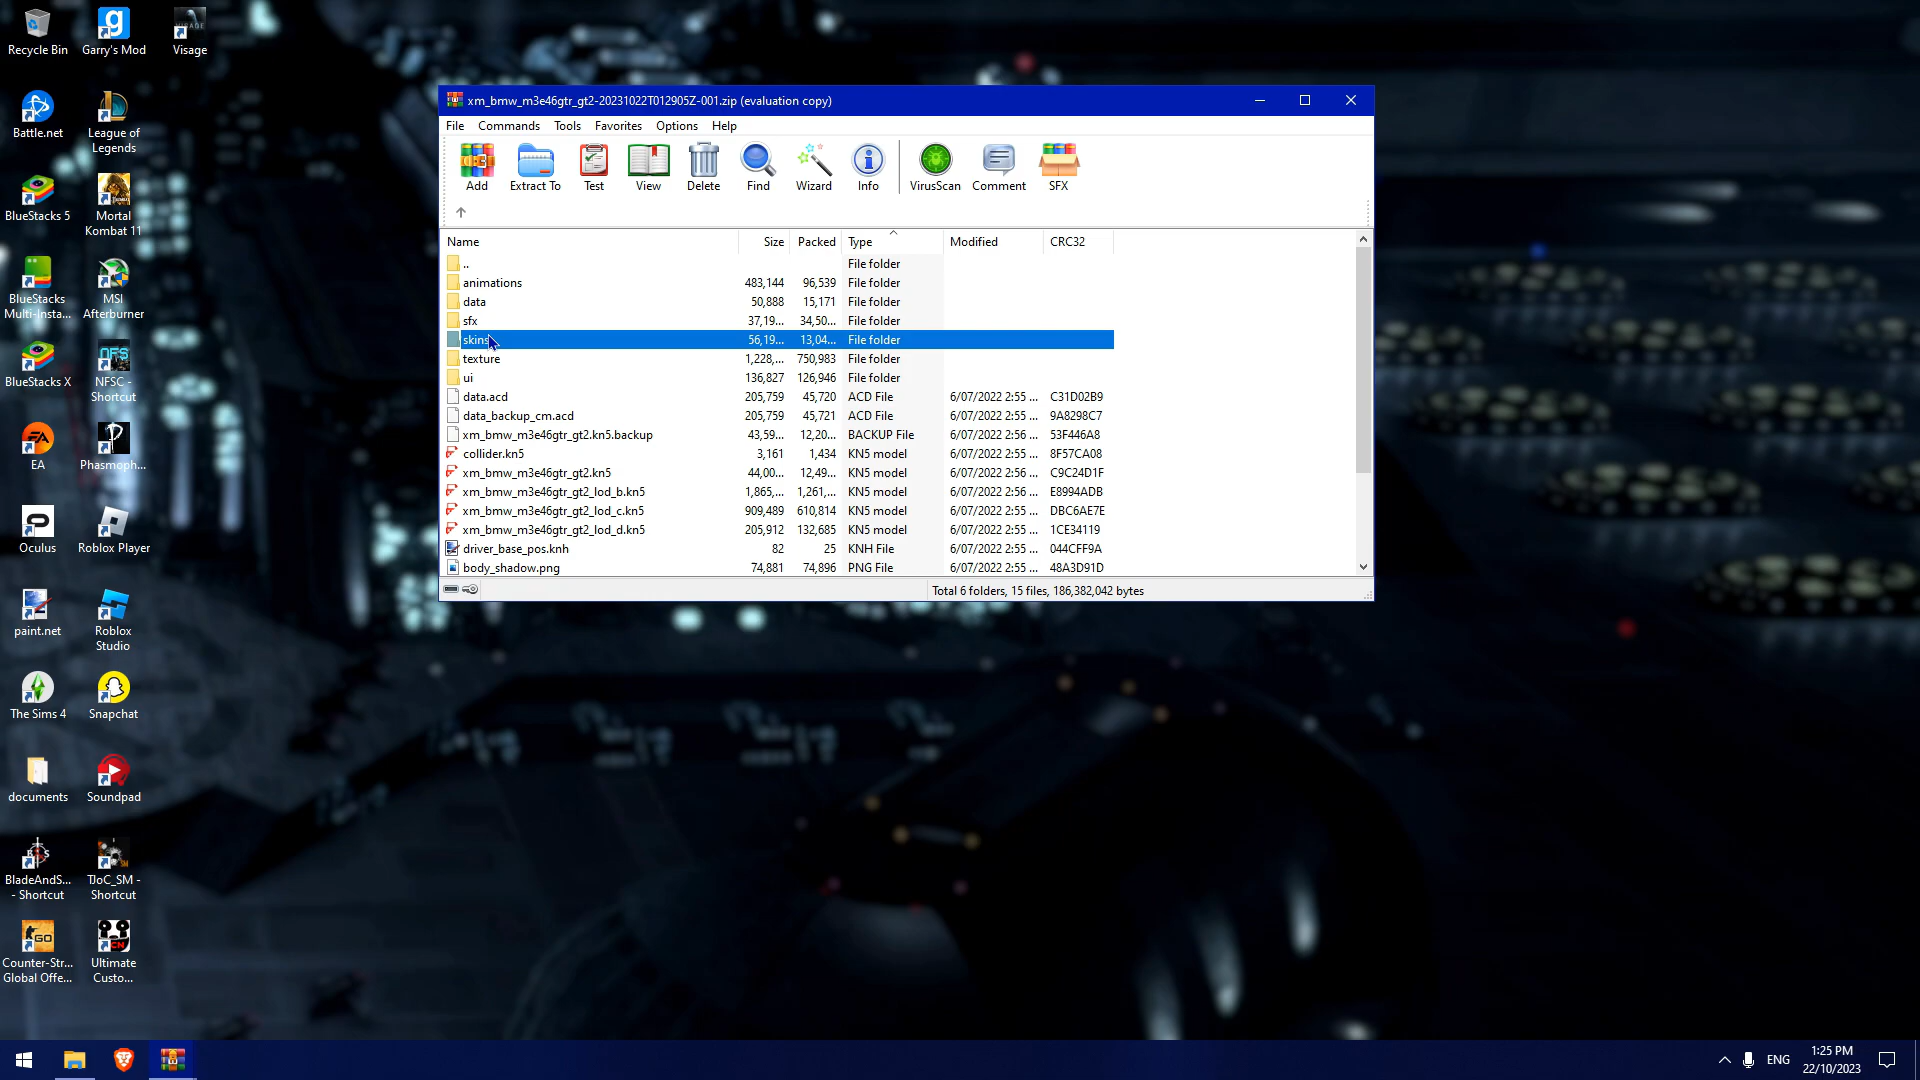 Recycle Bin
Garry's Mod
Visage
Battle.net
League of
Legends
BlueStacks 5
Mortal
Kombat 11
BlueStacks
Multi-Insta...
MSI
Afterburner
BlueStacks X
NFSC -
Shortcut
EA
Phasmoph...
Oculus
Roblox Player
paint.net
Roblox
Studio
The Sims 4
Snapchat
documents
Soundpad
BladeAndS...
- Shortcut
TJoC_SM -
Shortcut
Counter-Str...
Global Offe...
Ultimate
Custo...
xm_bmw_m3e46gtr_gt2-20231022T012905Z-001.zip (evaluation copy)
File Commands Tools Favorites Options Help
Add Extract To Test View Delete Find Wizard Info VirusScan Comment SFX
Name Size Packed Type Modified CRC32
.. File folder
animations 483,144 96,539 File folder
data 50,888 15,171 File folder
sfx 37,19... 34,50... File folder
skins 56,19... 13,04... File folder
texture 1,228,... 750,983 File folder
ui 136,827 126,946 File folder
data.acd 205,759 45,720 ACD File 6/07/2022 2:55 ... C31D02B9
data_backup_cm.acd 205,759 45,721 ACD File 6/07/2022 2:55 ... 9A8298C7
xm_bmw_m3e46gtr_gt2.kn5.backup 43,59... 12,20... BACKUP File 6/07/2022 2:56 ... 53F446A8
collider.kn5 3,161 1,434 KN5 model 6/07/2022 2:55 ... 8F57CA08
xm_bmw_m3e46gtr_gt2.kn5 44,00... 12,49... KN5 model 6/07/2022 2:56 ... C9C24D1F
xm_bmw_m3e46gtr_gt2_lod_b.kn5 1,865,... 1,261,... KN5 model 6/07/2022 2:56 ... E8994ADB
xm_bmw_m3e46gtr_gt2_lod_c.kn5 909,489 610,814 KN5 model 6/07/2022 2:55 ... DBC6AE7E
xm_bmw_m3e46gtr_gt2_lod_d.kn5 205,912 132,685 KN5 model 6/07/2022 2:55 ... 1CE34119
driver_base_pos.knh 82 25 KNH File 6/07/2022 2:55 ... 044CFF9A
body_shadow.png 74,881 74,896 PNG File 6/07/2022 2:55 ... 48A3D91D
Total 6 folders, 15 files, 186,382,042 bytes
ENG
1:25 PM
22/10/2023